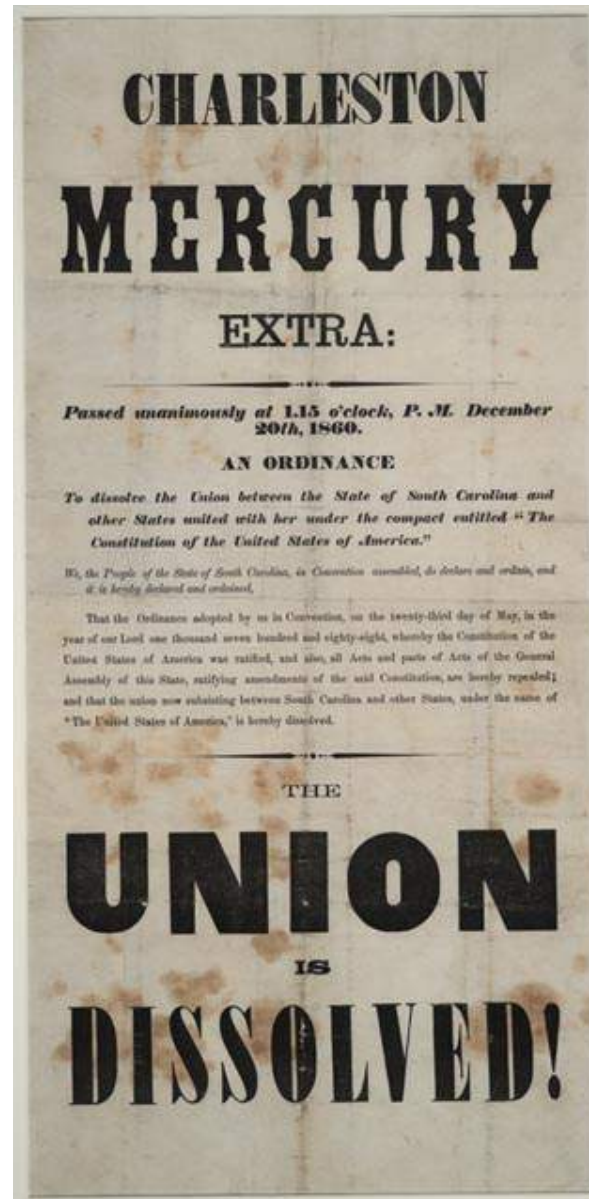 CHARLESTON
MERCURY
EXTRA:
Passed unanimously at 1.15 o'clock, P. M. December
20th, 1860.
AN ORDINANCE
To dissolve the Union between the State of South Carolina and
other States united with her under the compact entitled "The
Constitution of the United States of America."
We, the People of the State of South Carolina, in Convention assembled, do declare and ordain, and
it is hereby declared and ordained,
That the Ordinance adopted by us in Convention, on the twenty-third day of May, in the
year of our Lord one thousand seven hundred and eighty-eight, whereby the Constitution of the
United States of America was ratified, and also, all Acts and parts of Acts of the General
Assembly of this State, ratifying amendments of the said Constitution, are hereby repealed;
and that the union now subsisting between South Carolina and other States, under the name of
"The United States of America," is hereby dissolved.
THE
UNION
IS
DISSOLVED!